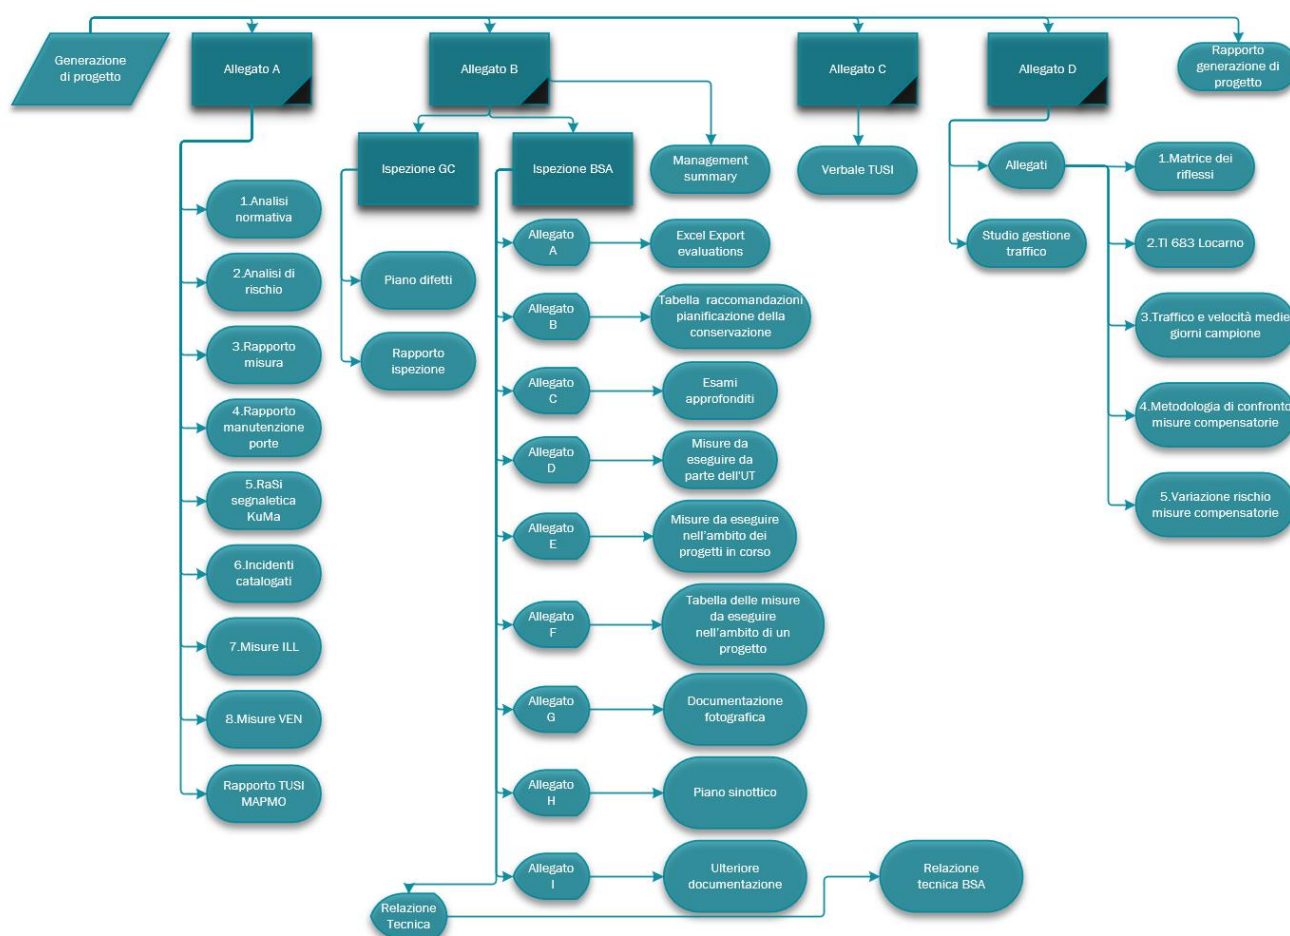 Generazione
di progetto
Allegato A
Allegato B
Allegato C
Allegato D
Rapporto
generazione di
progetto
1.Analisi
normativa
2.Analisi di
rischio
3.Rapporto
misura
4.Rapporto
manutenzione
porte
5.RaSi
segnaletica
KuMa
6.Incidenti
catalogati
7.Misure ILL
8.Misure VEN
Rapporto TUSI
MAPMO
Ispezione GC
Piano difetti
Rapporto
ispezione
Ispezione BSA
Management
summary
Allegato
A
Excel Export
evaluations
Allegato
B
Tabella  raccomandazioni
pianificazione della
conservazione
Allegato
C
Esami
approfonditi
Allegato
D
Misure da
eseguire da
parte dell'UT
Allegato
E
Misure da eseguire
nell'ambito dei
progetti in corso
Allegato
F
Tabella delle misure
da eseguire
nell'ambito di un
progetto
Allegato
G
Documentazione
fotografica
Allegato
H
Piano sinottico
Allegato
I
Ulteriore
documentazione
Relazione
Tecnica
Relazione
tecnica BSA
Verbale TUSI
Allegati
Studio gestione
traffico
1.Matrice dei
riflessi
2.TI 683 Locarno
3.Traffico e velocità medie
giorni campione
4.Metodologia di confronto
misure compensatorie
5.Variazione rischio
misure compensatorie